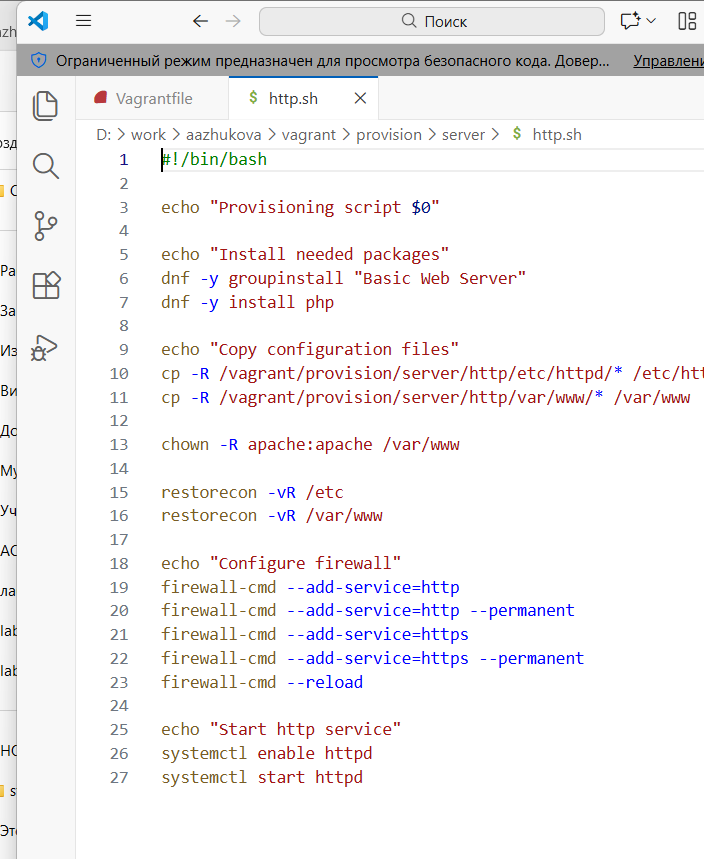 Поиск
Ограниченный режим предназначен для просмотра безопасного кода. Довер...
Vagrantfile
$ http.sh
D: > work > aazhukova > vagrant > provision > server > $ http.sh
1 #!/bin/bash
2
3 echo "Provisioning script $0"
4
5 echo "Install needed packages"
6 dnf -y groupinstall "Basic Web Server"
7 dnf -y install php
8
9 echo "Copy configuration files"
10 cp -R /vagrant/provision/server/http/etc/httpd/*
11 cp -R /vagrant/provision/server/http/var/www/* /var/www
12
13 chown -R apache:apache /var/www
14
15 restorecon -vR /etc
16 restorecon -vR /var/www
17
18 echo "Configure firewall"
19 firewall-cmd --add-service=http
20 firewall-cmd --add-service=http --permanent
21 firewall-cmd --add-service=https
22 firewall-cmd --add-service=https --permanent
23 firewall-cmd --reload
24
25 echo "Start http service"
26 systemctl enable httpd
27 systemctl start httpd